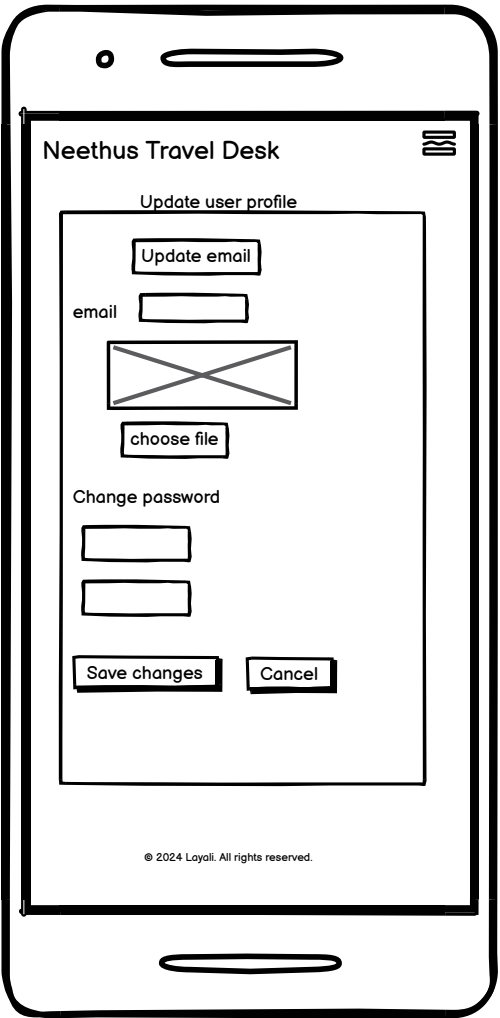 Neethus Travel Desk
Update user profile
Update email
email
choose file
Change password
Save changes
Cancel
© 2024 Layali. All rights reserved.